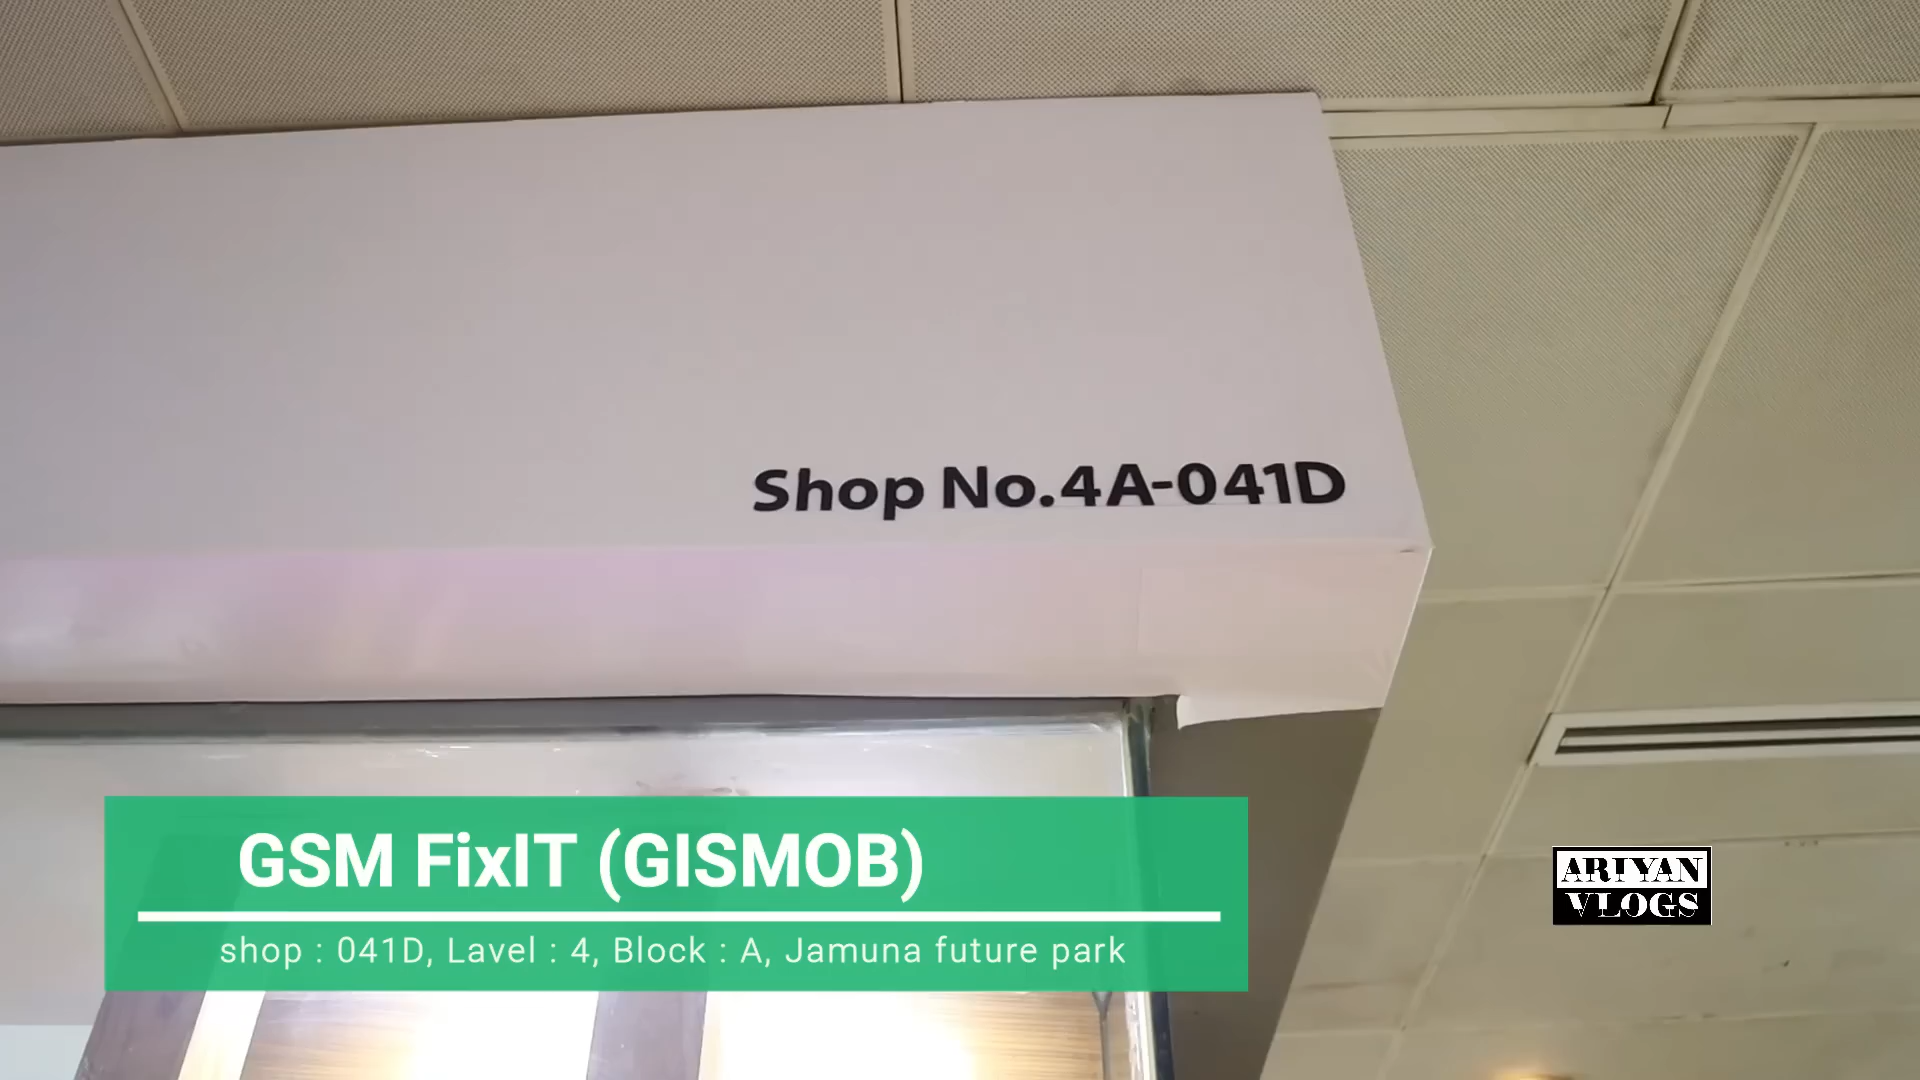 Shop No.4A-041D
GSM FixIT (GISMOB)
shop : 041D, Lavel : 4, Block : A, Jamuna future park
ARIYAN
VLOGS